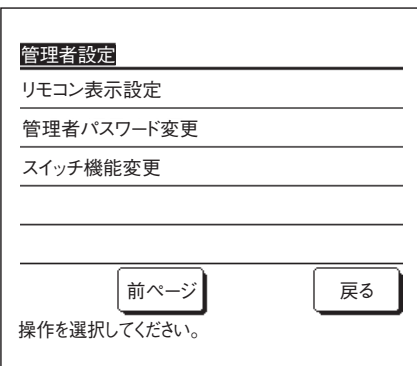 管理者設定
リモコン表示設定
管理者パスワード変更
スイッチ機能変更
前ページ 戻る
操作を選択してください。